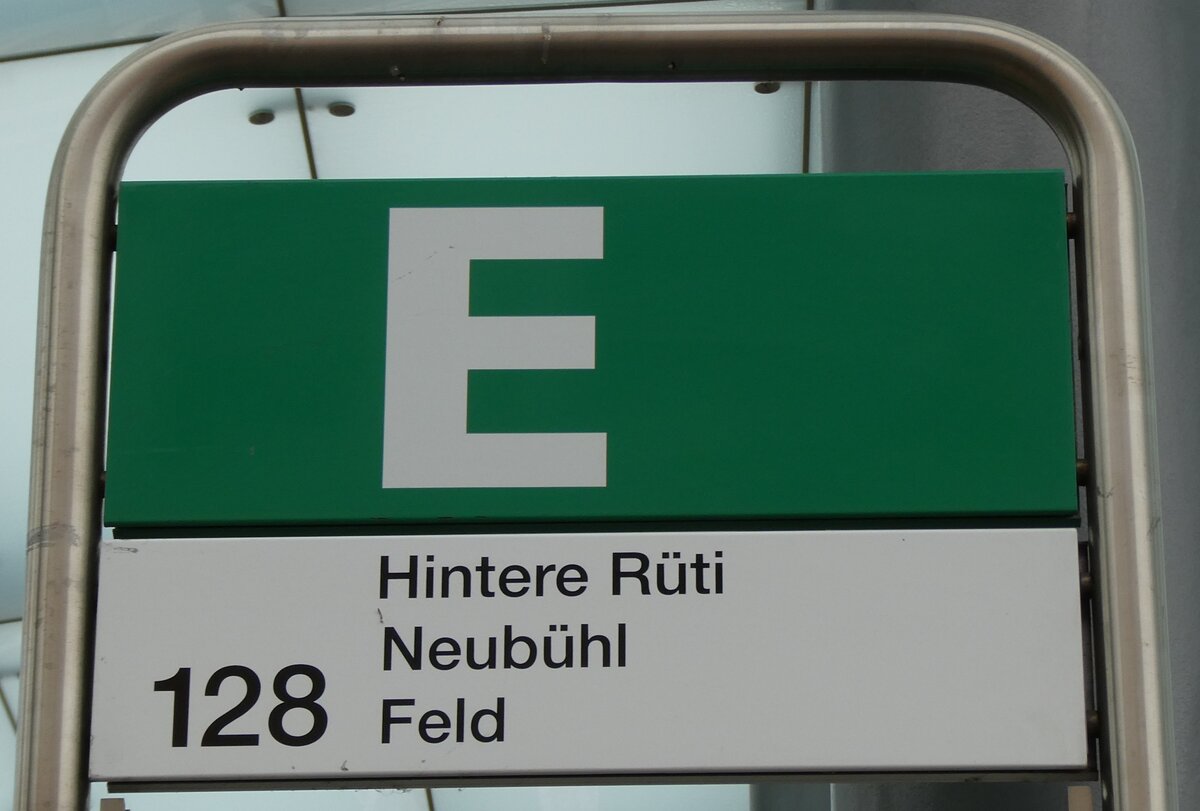 E
Hintere Rüti
Neubühl
128 Feld